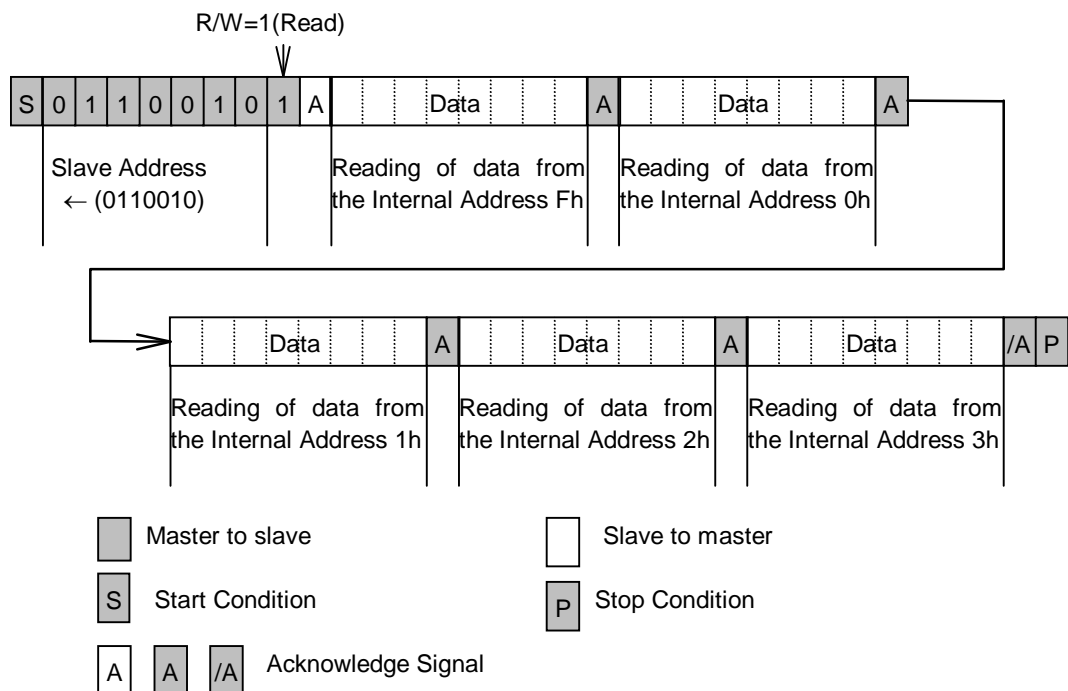 R/W=1(Read)
S 0 1 1 0 0 1 0 1 A Data A Data A
Slave Address
← (0110010)
Reading of data from
the Internal Address Fh
Reading of data from
the Internal Address 0h
Data A Data A Data /A P
Reading of data from
the Internal Address 1h
Reading of data from
the Internal Address 2h
Reading of data from
the Internal Address 3h
Master to slave
Slave to master
S Start Condition
P Stop Condition
A A /A Acknowledge Signal